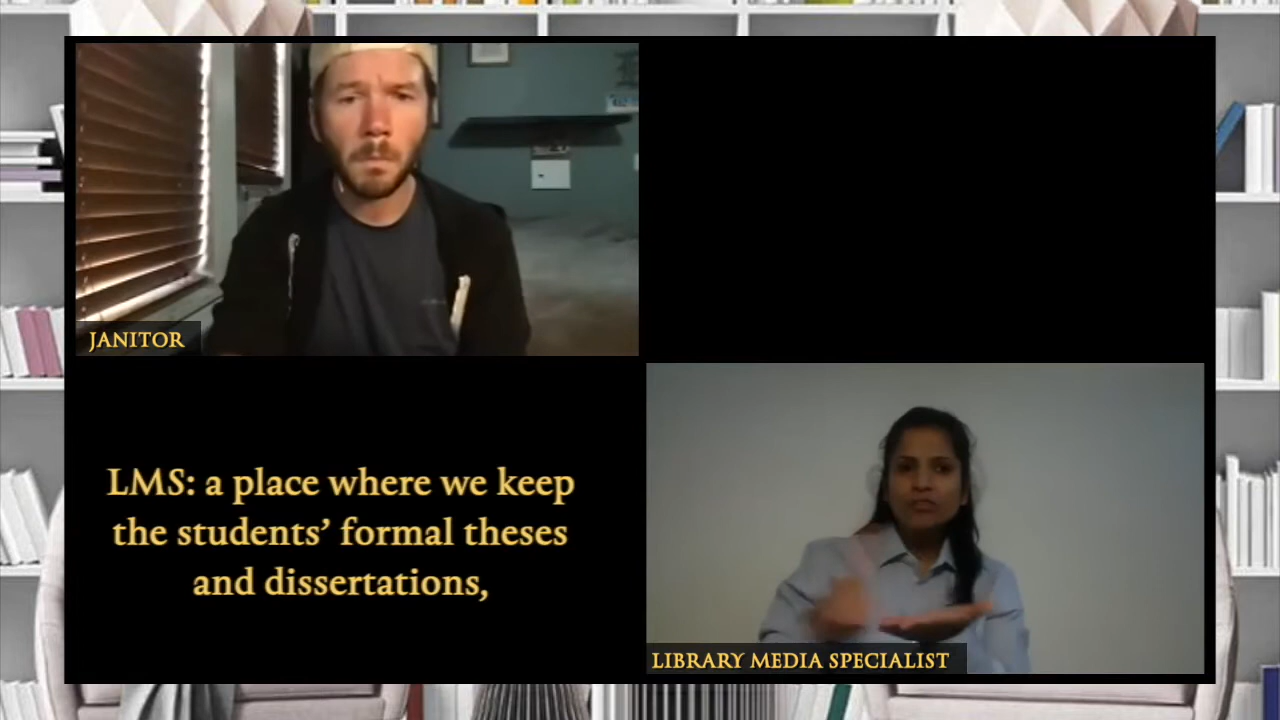 JANITOR
LMS: a place where we keep
the students’ formal theses
and dissertations,
LIBRARY MEDIA SPECIALIST